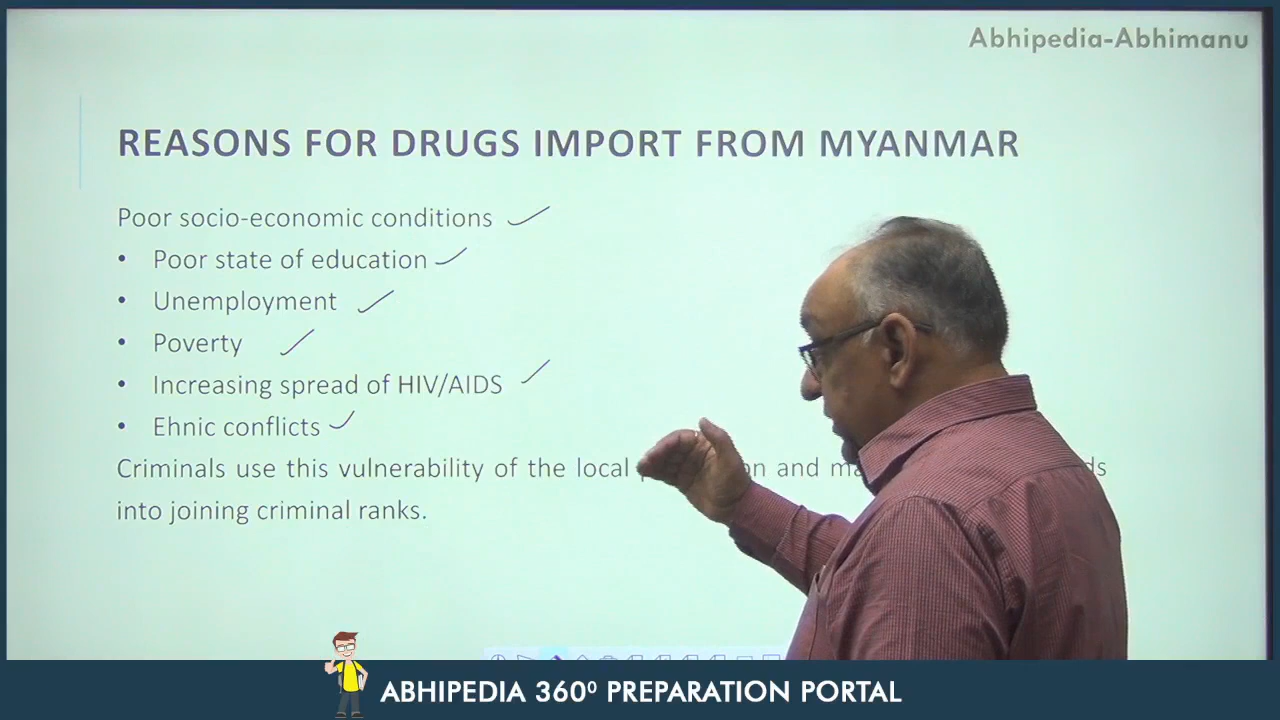 Abhipedia-Abhimanu
REASONS FOR DRUGS IMPORT FROM MYANMAR
Poor socio-economic conditions
• Poor state of education
• Unemployment
• Poverty
• Increasing spread of HIV/AIDS
• Ehnic conflicts
Criminals use this vulnerability of the local and
into joining criminal ranks.
ABHIPEDIA 360⁰ PREPARATION PORTAL